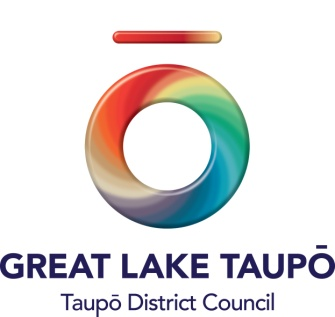 GREAT LAKE TAUPŌ
Taupō District Council